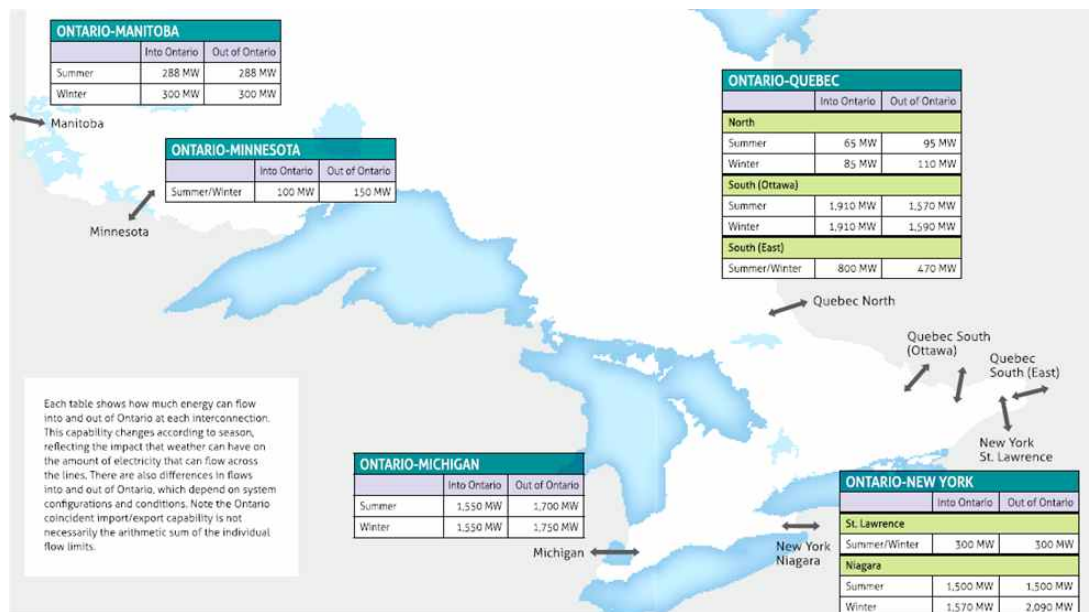 ONTARIO-MANITOBA
Into Ontario Out of Ontario
Summer 288 MW 288 MW
Winter 300 MW 300 MW
Manitoba
ONTARIO-MINNESOTA
Into Ontario Out of Ontario
Summer/Winter 100 MW 150 MW
Minnesota
ONTARIO-QUEBEC
Into Ontario Out of Ontario
North
Summer 65 MW 95 MW
Winter 85 MW 110 MW
South (Ottawa)
Summer 1,910 MW 1,570 MW
Winter 1,910 MW 1,590 MW
South (East)
Summer/Winter 800 MW 470 MW
Quebec North
Quebec South
(Ottawa)
Quebec
South (East)
New York
St. Lawrence
Each table shows how much energy can flow
into and out of Ontario at each interconnection.
This capability changes according to season,
reflecting the impact that weather can have on
the amount of electricity that can flow across
the lines. There are also differences in flows
into and out of Ontario, which depend on system
configurations and conditions. Note the Ontario
coincident import/export capability is not
necessarily the arithmetic sum of the individual
flow limits.
ONTARIO-MICHIGAN
Into Ontario Out of Ontario
Summer 1,550 MW 1,700 MW
Winter 1,550 MW 1,750 MW
Michigan
New York
Niagara
ONTARIO-NEW YORK
Into Ontario Out of Ontario
St. Lawrence
Summer/Winter 300 MW 300 MW
Niagara
Summer 1,500 MW 1,500 MW
Winter 1,570 MW 2,090 MW